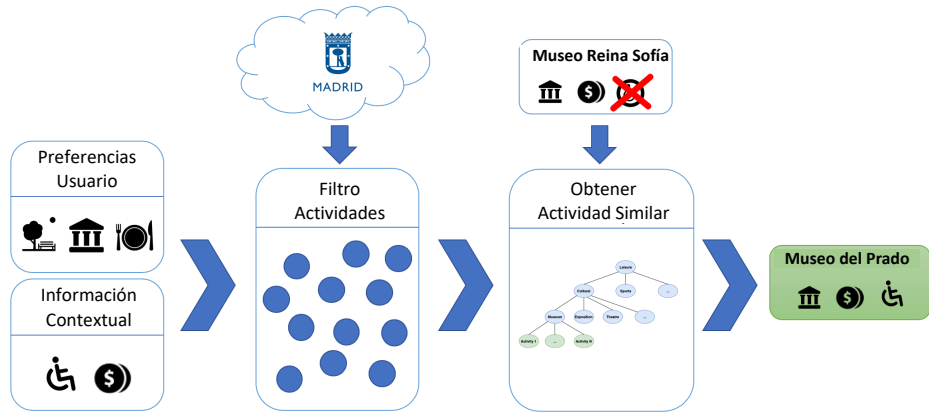 MADRID
Museo Reina Sofía
Preferencias
Usuario
Información
Contextual
Filtro
Actividades
Obtener
Actividad Similar
Leisure
Cultural
Sports
...
Museum
Exposition
Theatre
...
Activity 1
...
Activity N
Museo del Prado